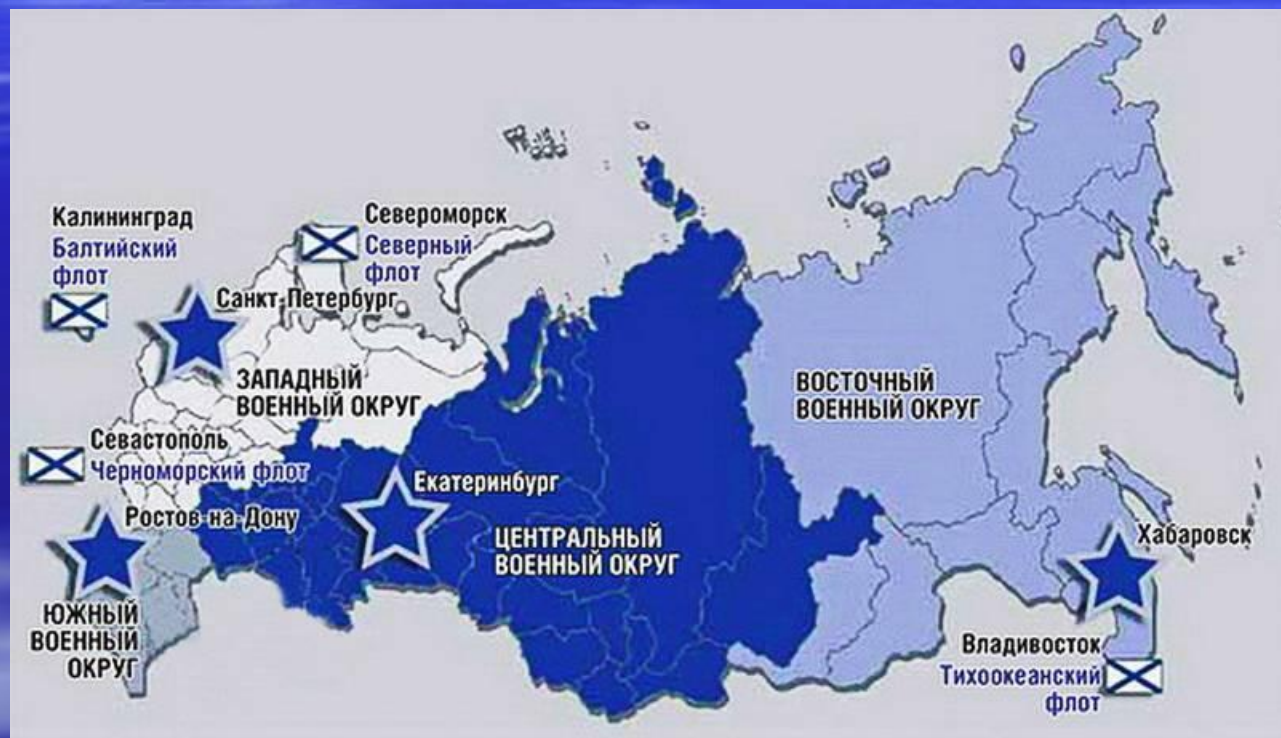 Калининград
Балтийский
флот
Североморск
Северный
флот
Санкт-Петербург
ЗАПАДНЫЙ
ВОЕННЫЙ ОКРУГ
ВОСТОЧНЫЙ
ВОЕННЫЙ ОКРУГ
Севастополь
Черноморский флот
Екатеринбург
Ростов-на-Дону
ЦЕНТРАЛЬНЫЙ
ВОЕННЫЙ ОКРУГ
Хабаровск
ЮЖНЫЙ
ВОЕННЫЙ
ОКРУГ
Владивосток
Тихоокеанский
флот